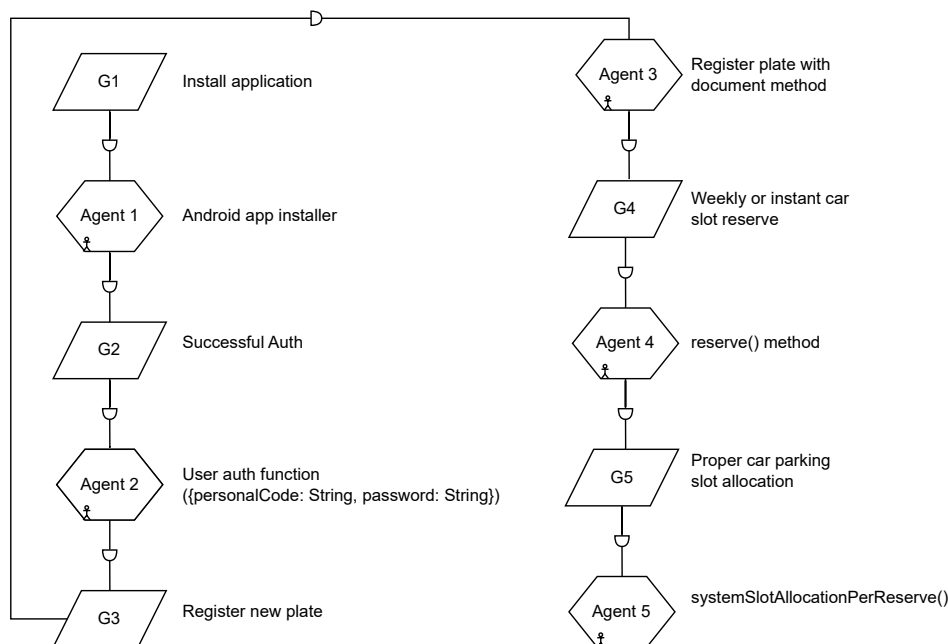 G1
Install application
Agent 1
Android app installer
G2
Successful Auth
Agent 2
User auth function
({personalCode: String, password: String})
G3
Register new plate
Agent 3
Register plate with
document method
G4
Weekly or instant car
slot reserve
Agent 4
reserve() method
G5
Proper car parking
slot allocation
Agent 5
systemSlotAllocationPerReserve()